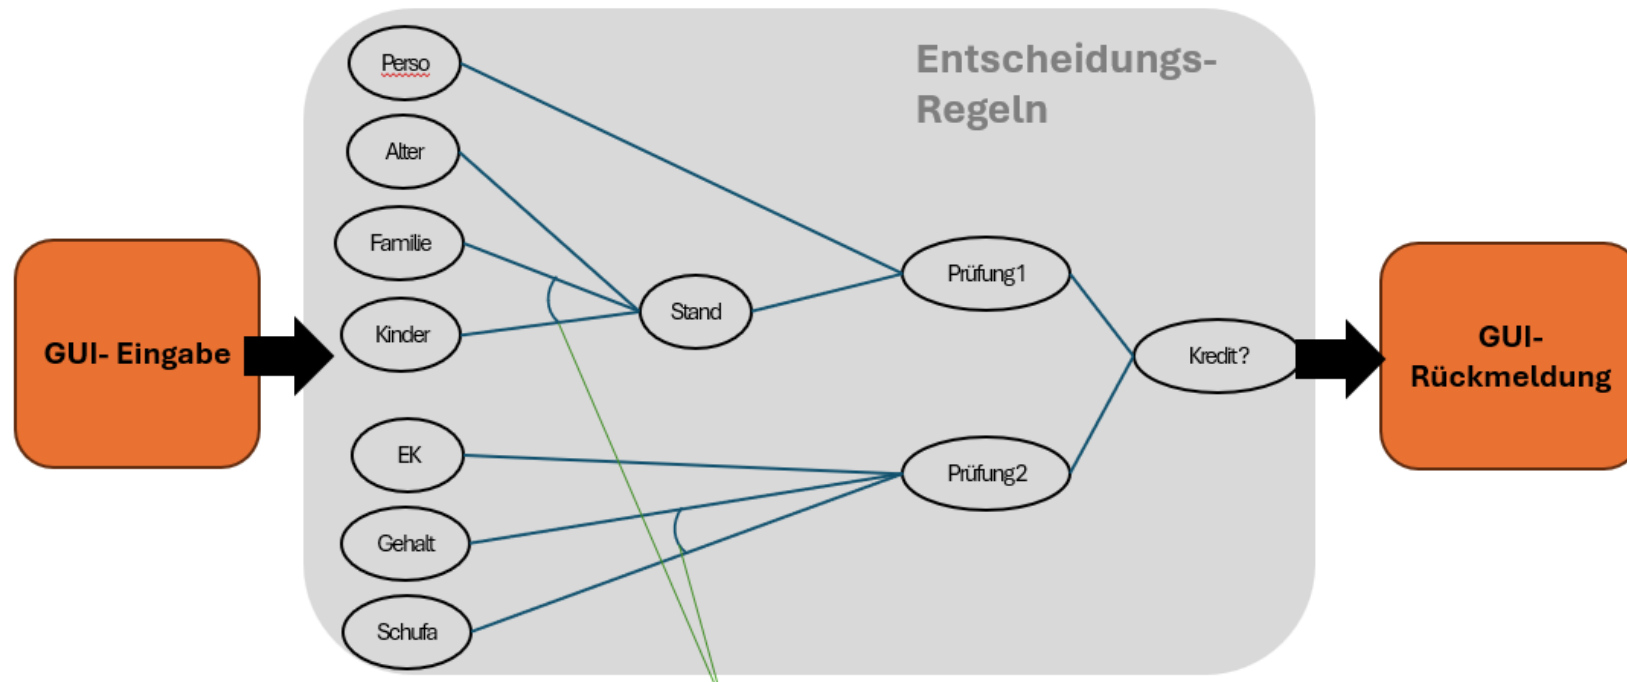 Entscheidungs-
Regeln
Perso
Alter
Familie
Kinder
Stand
Prüfung1
EK
Gehalt
Schufa
Prüfung2
Kredit?
GUI- Eingabe
GUI-
Rückmeldung